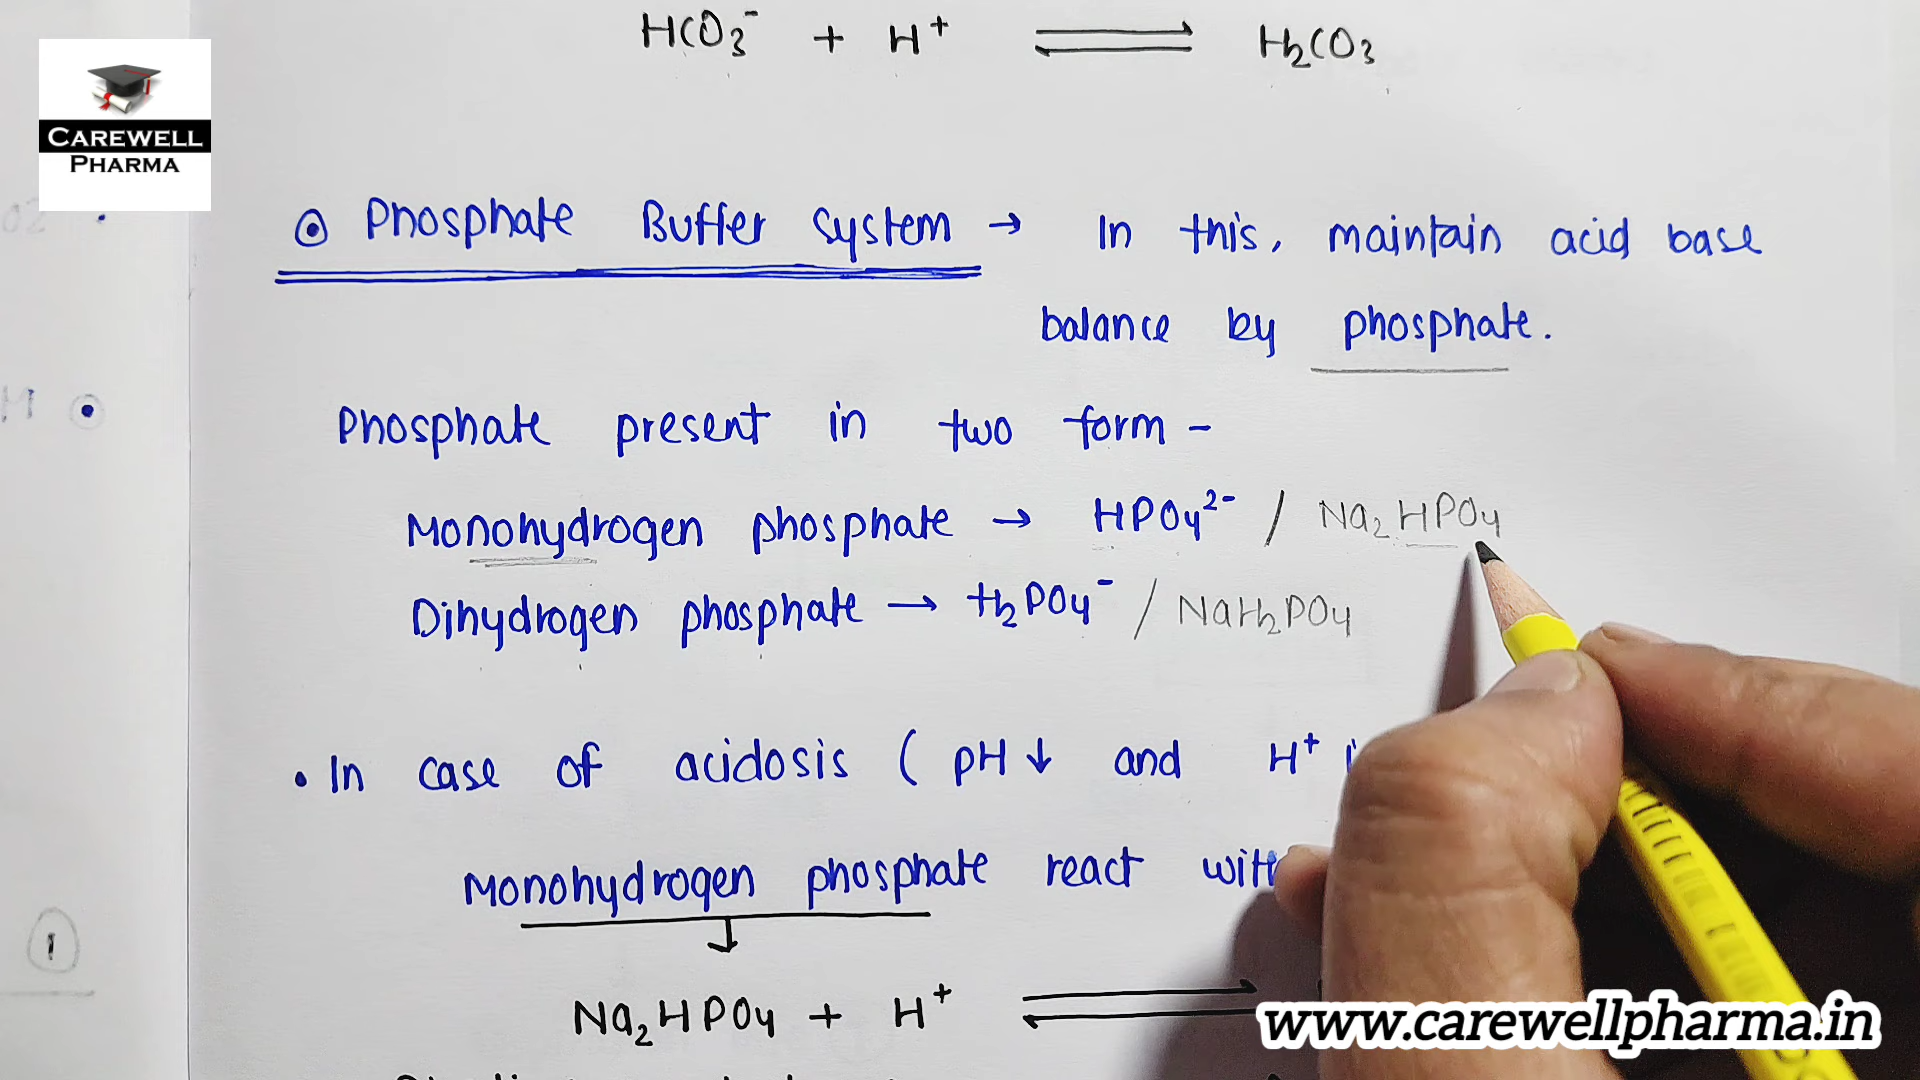 HCO3⁻ + H⁺ ⇌ H2CO3
CAREWELL
PHARMA
Phosphate Buffer System → In this, maintain acid base
balance by phosphate.
Phosphate present in two form -
Monohydrogen phosphate → HPO4²⁻ / Na2HPO4
Dihydrogen phosphate → H2PO4⁻ / NaH2PO4
• In case of acidosis ( pH ↓ and H⁺
Monohydrogen phosphate react with
↓
Na2HPO4 + H⁺ ⇌
1
www.carewellpharma.in